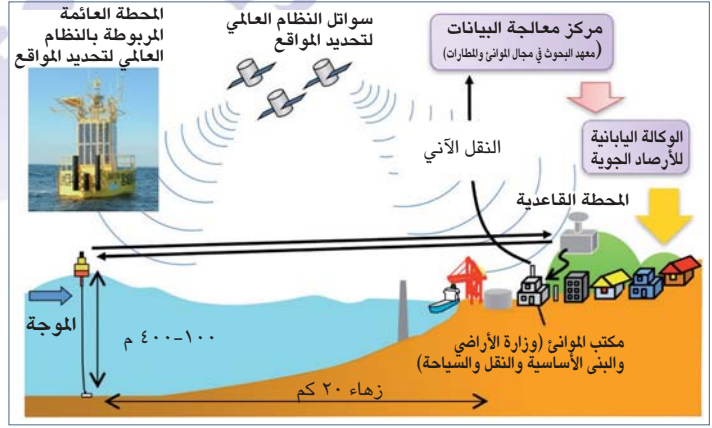 المحطة العائمة
المربوطة بالنظام
العالمي لتحديد المواقع
سواتل النظام العالمي
لتحديد المواقع
مركز معالجة البيانات
(معهد البحوث في مجال الموانئ والمطارات)
النقل الآني
الوكالة اليابانية
للأرصاد الجوية
المحطة القاعدية
الموجة
١٠٠-٤٠٠ م
زهاء ٢٠ كم
مكتب الموانئ (وزارة الأراضي
والبنى الأساسية والنقل والسياحة)